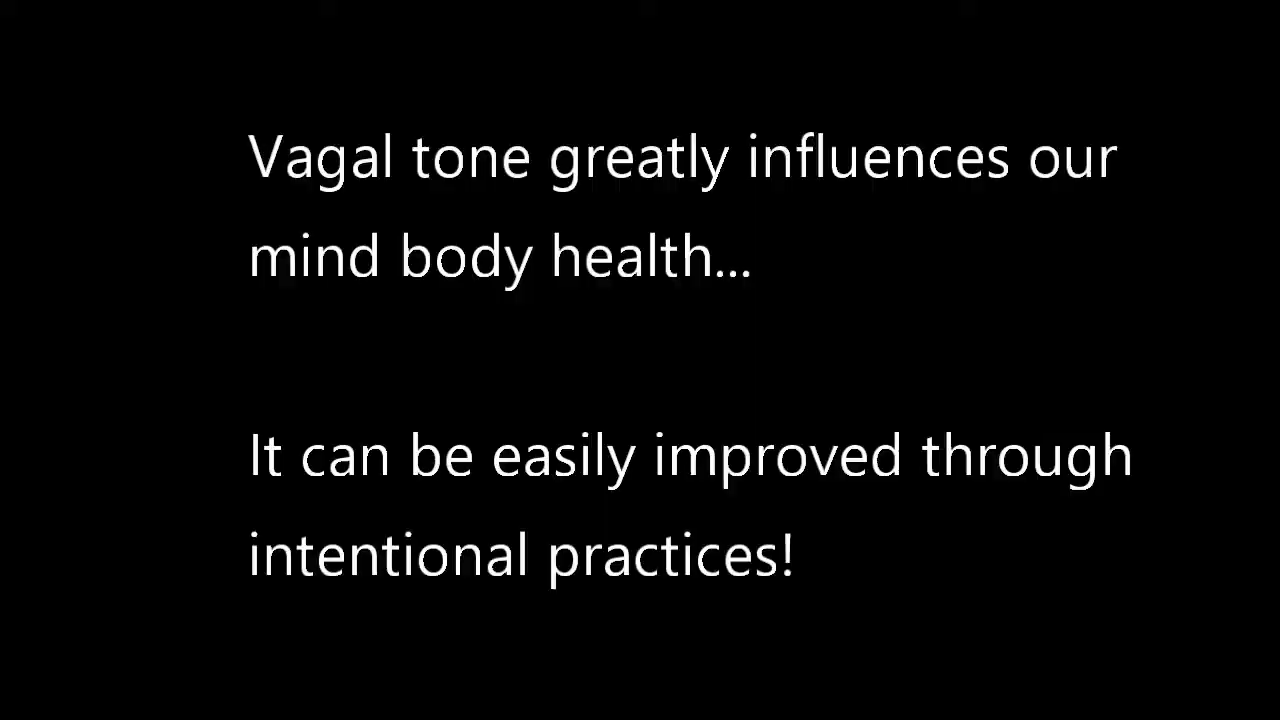 Vagal tone greatly influences our
mind body health...
It can be easily improved through
intentional practices!